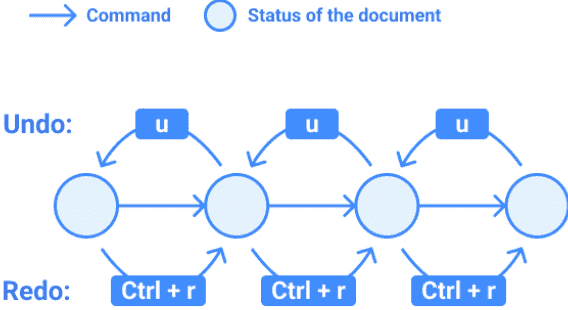 Command
Status of the document
Undo:
u
u
u
Redo:
Ctrl + r
Ctrl + r
Ctrl + r